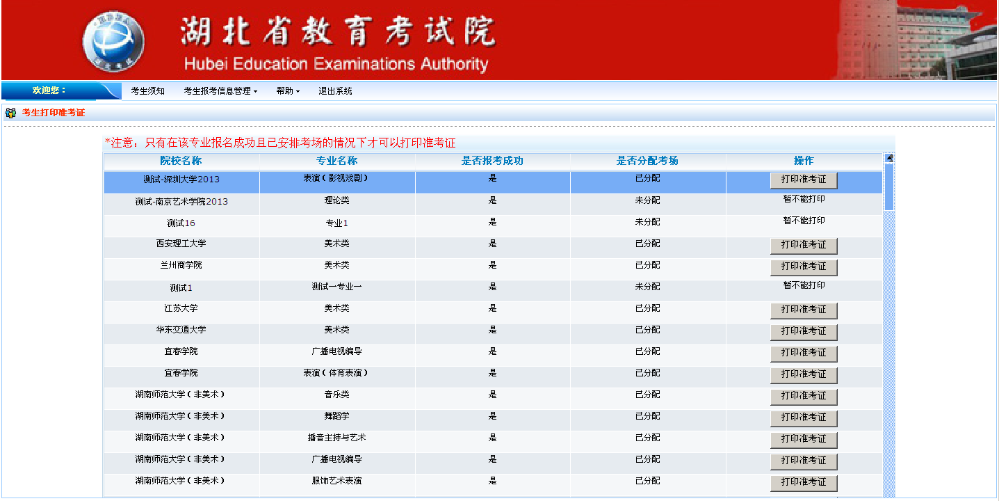 湖北省教育考试院
Hubei Education Examinations Authority
欢迎您： 考生须知 考生报考信息管理 帮助 退出系统
考生打印准考证
*注意：只有在该专业报名成功且已安排考场的情况下才可以打印准考证
院校名称 专业名称 是否报考成功 是否分配考场 操作
测试-深圳大学2013 表演（影视戏剧） 是 已分配 打印准考证
测试-南京艺术学院2013 理论类 是 未分配 暂不能打印
测试16 专业1 是 未分配 暂不能打印
西安理工大学 美术类 是 已分配 打印准考证
兰州商学院 美术类 是 已分配 打印准考证
测试1 测试一专业一 是 未分配 暂不能打印
江苏大学 美术类 是 已分配 打印准考证
华东交通大学 美术类 是 已分配 打印准考证
宜春学院 广播电视编导 是 已分配 打印准考证
宜春学院 表演（体育表演） 是 已分配 打印准考证
湖南师范大学（非美术） 音乐类 是 已分配 打印准考证
湖南师范大学（非美术） 舞蹈学 是 已分配 打印准考证
湖南师范大学（非美术） 播音主持与艺术 是 已分配 打印准考证
湖南师范大学（非美术） 广播电视编导 是 已分配 打印准考证
湖南师范大学（非美术） 服饰艺术表演 是 已分配 打印准考证